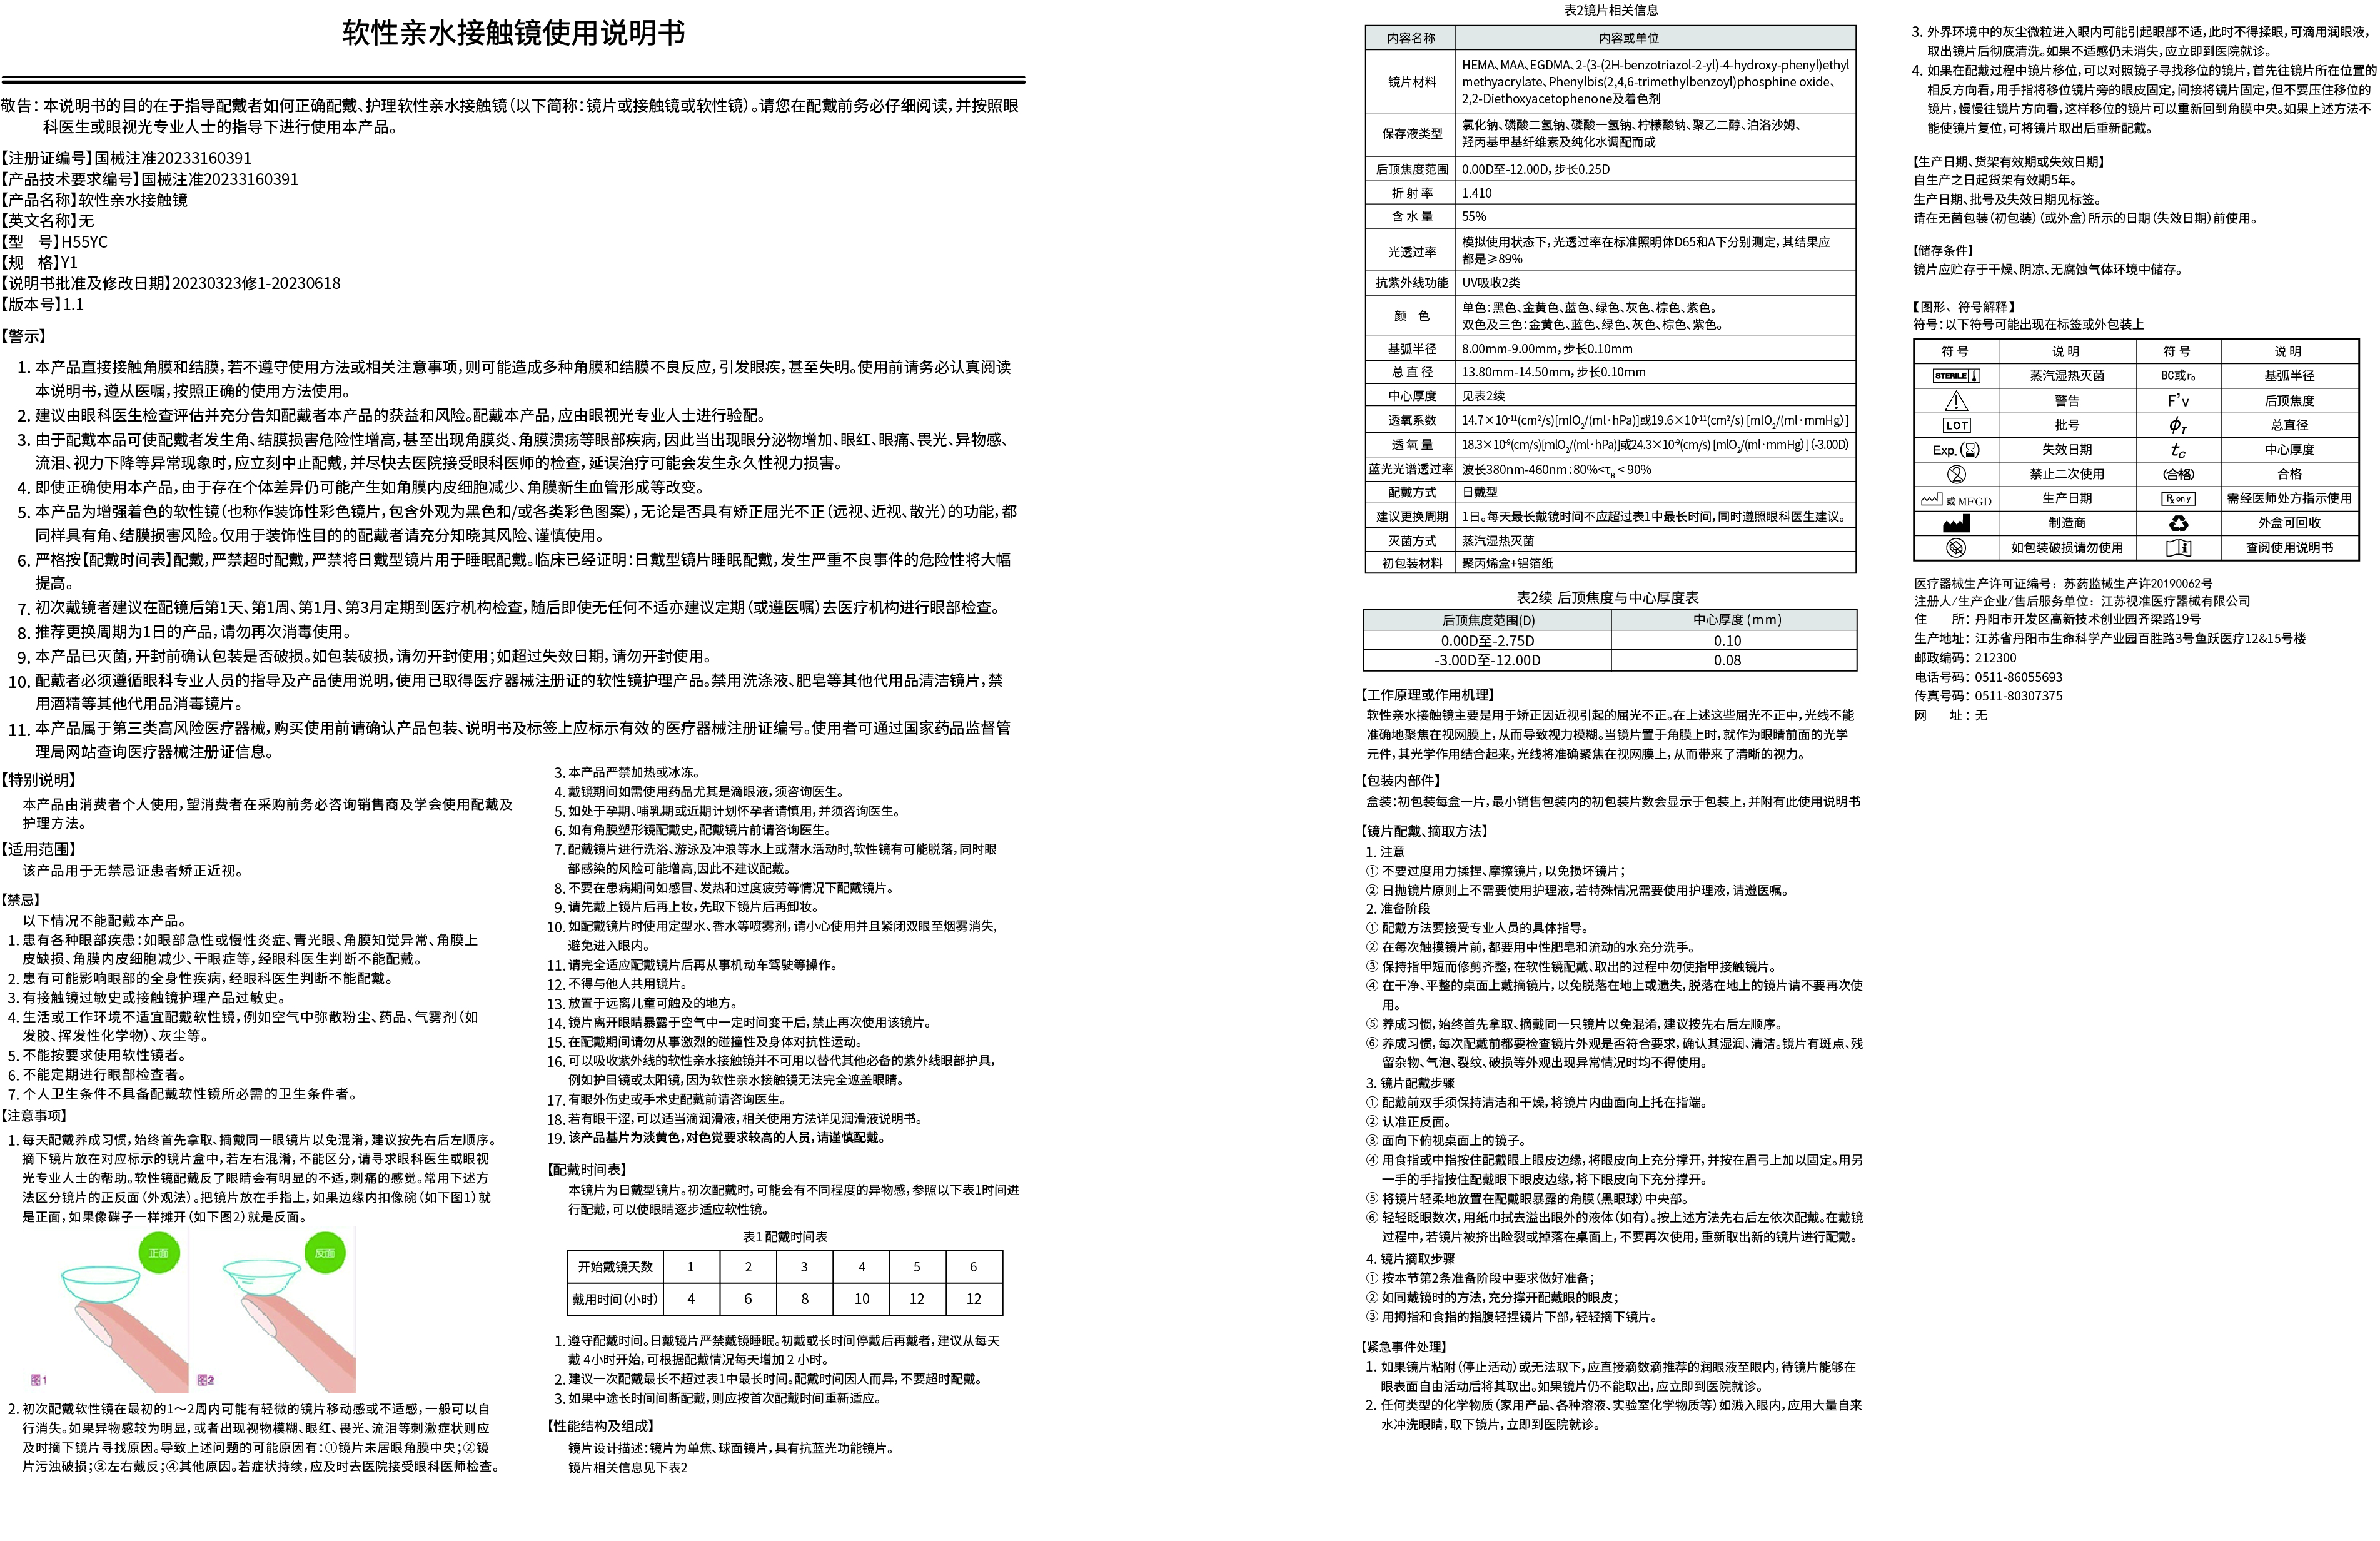 软性亲水接触镜使用说明书
敬告：本说明书的目的在于指导配戴者如何正确配戴、护理软性亲水接触镜（以下简称：镜片或接触镜或软性镜）。请您在配戴前务必仔细阅读，并按照眼
科医生或眼视光专业人士的指导下进行使用本产品。
【注册证编号】国械注准20233160391
【产品技术要求编号】国械注准20233160391
【产品名称】软性亲水接触镜
【英文名称】无
【型 号】H55YC
【规 格】Y1
【说明书批准及修改日期】20230323修1-20230618
【版本号】1.1
【警示】
1. 本产品直接接触角膜和结膜，若不遵守使用方法或相关注意事项，则可能造成多种角膜和结膜不良反应，引发眼疾，甚至失明。使用前请务必认真阅读
本说明书，遵从医嘱，按照正确的使用方法使用。
2. 建议由眼科医生检查评估并充分告知配戴者本产品的获益和风险。配戴本产品，应由眼视光专业人士进行验配。
3. 由于配戴本品可使配戴者发生角、结膜损害危险性增高，甚至出现角膜炎、角膜溃疡等眼部疾病，因此当出现眼分泌物增加、眼红、眼痛、畏光、异物感、
流泪、视力下降等异常现象时，应立刻中止配戴，并尽快去医院接受眼科医师的检查，延误治疗可能会发生永久性视力损害。
4. 即使正确使用本产品，由于存在个体差异仍可能产生如角膜内皮细胞减少、角膜新生血管形成等改变。
5. 本产品为增强着色的软性镜（也称作装饰性彩色镜片，包含外观为黑色和/或各类彩色图案），无论是否具有矫正屈光不正（远视、近视、散光）的功能，都
同样具有角、结膜损害风险。仅用于装饰性目的的配戴者请充分知晓其风险、谨慎使用。
6. 严格按【配戴时间表】配戴，严禁超时配戴，严禁将日戴型镜片用于睡眠配戴。临床已经证明：日戴型镜片睡眠配戴，发生严重不良事件的危险性将大幅
提高。
7. 初次戴镜者建议在配镜后第1天、第1周、第1月、第3月定期到医疗机构检查，随后即使无任何不适亦建议定期（或遵医嘱）去医疗机构进行眼部检查。
8. 推荐更换周期为1日的产品，请勿再次消毒使用。
9. 本产品已灭菌，开封前确认包装是否破损。如包装破损，请勿开封使用；如超过失效日期，请勿开封使用。
10. 配戴者必须遵循眼科专业人员的指导及产品使用说明，使用已取得医疗器械注册证的软性镜护理产品。禁用洗涤液、肥皂等其他代用品清洁镜片，禁
用酒精等其他代用品消毒镜片。
11. 本产品属于第三类高风险医疗器械，购买使用前请确认产品包装、说明书及标签上应标示有效的医疗器械注册证编号。使用者可通过国家药品监督管
理局网站查询医疗器械注册证信息。
【特别说明】
本产品由消费者个人使用，望消费者在采购前务必咨询销售商及学会使用配戴及
护理方法。
【适用范围】
该产品用于无禁忌证患者矫正近视。
【禁忌】
以下情况不能配戴本产品。
1. 患有各种眼部疾患：如眼部急性或慢性炎症、青光眼、角膜知觉异常、角膜上
皮缺损、角膜内皮细胞减少、干眼症等，经眼科医生判断不能配戴。
2. 患有可能影响眼部的全身性疾病，经眼科医生判断不能配戴。
3. 有接触镜过敏史或接触镜护理产品过敏史。
4. 生活或工作环境不适宜配戴软性镜，例如空气中弥散粉尘、药品、气雾剂（如
发胶、挥发性化学物）、灰尘等。
5. 不能按要求使用软性镜者。
6. 不能定期进行眼部检查者。
7. 个人卫生条件不具备配戴软性镜所必需的卫生条件者。
【注意事项】
1. 每天配戴养成习惯，始终首先拿取、摘戴同一眼镜片以免混淆，建议按先右后左顺序。
摘下镜片放在对应标示的镜片盒中，若左右混淆，不能区分，请寻求眼科医生或眼视
光专业人士的帮助。软性镜配戴反了眼睛会有明显的不适，刺痛的感觉。常用下述方
法区分镜片的正反面（外观法）。把镜片放在手指上，如果边缘内扣像碗（如下图1）就
是正面，如果像碟子一样摊开（如下图2）就是反面。
正面
反面
图1
图2
2. 初次配戴软性镜在最初的1～2周内可能有轻微的镜片移动感或不适感，一般可以自
行消失。如果异物感较为明显，或者出现视物模糊、眼红、畏光、流泪等刺激症状则应
及时摘下镜片寻找原因。导致上述问题的可能原因有：①镜片未居眼角膜中央；②镜
片污浊破损；③左右戴反；④其他原因。若症状持续，应及时去医院接受眼科医师检查。
3. 本产品严禁加热或冰冻。
4. 戴镜期间如需使用药品尤其是滴眼液，须咨询医生。
5. 如处于孕期、哺乳期或近期计划怀孕者请慎用，并须咨询医生。
6. 如有角膜塑形镜配戴史，配戴镜片前请咨询医生。
7. 配戴镜片进行洗浴、游泳及冲浪等水上或潜水活动时,软性镜有可能脱落，同时眼
部感染的风险可能增高,因此不建议配戴。
8. 不要在患病期间如感冒、发热和过度疲劳等情况下配戴镜片。
9. 请先戴上镜片后再上妆，先取下镜片后再卸妆。
10. 如配戴镜片时使用定型水、香水等喷雾剂，请小心使用并且紧闭双眼至烟雾消失，
避免进入眼内。
11. 请完全适应配戴镜片后再从事机动车驾驶等操作。
12. 不得与他人共用镜片。
13. 放置于远离儿童可触及的地方。
14. 镜片离开眼睛暴露于空气中一定时间变干后，禁止再次使用该镜片。
15. 在配戴期间请勿从事激烈的碰撞性及身体对抗性运动。
16. 可以吸收紫外线的软性亲水接触镜并不可用以替代其他必备的紫外线眼部护具，
例如护目镜或太阳镜，因为软性亲水接触镜无法完全遮盖眼睛。
17. 有眼外伤史或手术史配戴前请咨询医生。
18. 若有眼干涩，可以适当滴润滑液，相关使用方法详见润滑液说明书。
19. 该产品基片为淡黄色，对色觉要求较高的人员，请谨慎配戴。
【配戴时间表】
本镜片为日戴型镜片。初次配戴时，可能会有不同程度的异物感，参照以下表1时间进
行配戴，可以使眼睛逐步适应软性镜。
表1 配戴时间表
开始戴镜天数 1 2 3 4 5 6
戴用时间（小时） 4 6 8 10 12 12
1. 遵守配戴时间。日戴镜片严禁戴镜睡眠。初戴或长时间停戴后再戴者，建议从每天
戴 4小时开始，可根据配戴情况每天增加 2 小时。
2. 建议一次配戴最长不超过表1中最长时间。配戴时间因人而异，不要超时配戴。
3. 如果中途长时间间断配戴，则应按首次配戴时间重新适应。
【性能结构及组成】
镜片设计描述：镜片为单焦、球面镜片，具有抗蓝光功能镜片。
镜片相关信息见下表2
表2镜片相关信息
内容名称 内容或单位
镜片材料 HEMA、MAA、EGDMA、2-(3-(2H-benzotriazol-2-yl)-4-hydroxy-phenyl)ethyl
methyacrylate、Phenylbis(2,4,6-trimethylbenzoyl)phosphine oxide、
2,2-Diethoxyacetophenone及着色剂
保存液类型 氯化钠、磷酸二氢钠、磷酸一氢钠、柠檬酸钠、聚乙二醇、泊洛沙姆、
羟丙基甲基纤维素及纯化水调配而成
后顶焦度范围 0.00D至-12.00D，步长0.25D
折 射 率 1.410
含 水 量 55%
光透过率 模拟使用状态下，光透过率在标准照明体D65和A下分别测定，其结果应
都是≥89%
抗紫外线功能 UV吸收2类
颜 色 单色：黑色、金黄色、蓝色、绿色、灰色、棕色、紫色。
双色及三色：金黄色、蓝色、绿色、灰色、棕色、紫色。
基弧半径 8.00mm-9.00mm，步长0.10mm
总 直 径 13.80mm-14.50mm，步长0.10mm
中心厚度 见表2续
透氧系数 14.7×10⁻¹¹(cm²/s)[mlO₂/(ml·hPa)]或19.6×10⁻¹¹(cm²/s) [mlO₂/(ml·mmHg)]
透 氧 量 18.3×10⁻⁹(cm/s)[mlO₂/(ml·hPa)]或24.3×10⁻⁹(cm/s) [mlO₂/(ml·mmHg)] (-3.00D)
蓝光光谱透过率 波长380nm-460nm：80%<τB < 90%
配戴方式 日戴型
建议更换周期 1日。每天最长戴镜时间不应超过表1中最长时间，同时遵照眼科医生建议。
灭菌方式 蒸汽湿热灭菌
初包装材料 聚丙烯盒+铝箔纸
表2续 后顶焦度与中心厚度表
后顶焦度范围(D) 中心厚度 (mm)
0.00D至-2.75D 0.10
-3.00D至-12.00D 0.08
【工作原理或作用机理】
软性亲水接触镜主要是用于矫正因近视引起的屈光不正。在上述这些屈光不正中，光线不能
准确地聚焦在视网膜上，从而导致视力模糊。当镜片置于角膜上时，就作为眼睛前面的光学
元件，其光学作用结合起来，光线将准确聚焦在视网膜上，从而带来了清晰的视力。
【包装内部件】
盒装：初包装每盒一片，最小销售包装内的初包装片数会显示于包装上，并附有此使用说明书
【镜片配戴、摘取方法】
1. 注意
① 不要过度用力揉捏、摩擦镜片，以免损坏镜片；
② 日抛镜片原则上不需要使用护理液，若特殊情况需要使用护理液，请遵医嘱。
2. 准备阶段
① 配戴方法要接受专业人员的具体指导。
② 在每次触摸镜片前，都要用中性肥皂和流动的水充分洗手。
③ 保持指甲短而修剪齐整，在软性镜配戴、取出的过程中勿使指甲接触镜片。
④ 在干净、平整的桌面上戴摘镜片，以免脱落在地上或遗失，脱落在地上的镜片请不要再次使
用。
⑤ 养成习惯，始终首先拿取、摘戴同一只镜片以免混淆，建议按先右后左顺序。
⑥ 养成习惯，每次配戴前都要检查镜片外观是否符合要求，确认其湿润、清洁。镜片有斑点、残
留杂物、气泡、裂纹、破损等外观出现异常情况时均不得使用。
3. 镜片配戴步骤
① 配戴前双手须保持清洁和干燥，将镜片内曲面向上托在指端。
② 认准正反面。
③ 面向下俯视桌面上的镜子。
④ 用食指或中指按住配戴眼上眼皮边缘，将眼皮向上充分撑开，并按在眉弓上加以固定。用另
一手的手指按住配戴眼下眼皮边缘，将下眼皮向下充分撑开。
⑤ 将镜片轻柔地放置在配戴眼暴露的角膜（黑眼球）中央部。
⑥ 轻轻眨眼数次，用纸巾拭去溢出眼外的液体（如有）。按上述方法先右后左依次配戴。在戴镜
过程中，若镜片被挤出睑裂或掉落在桌面上，不要再次使用，重新取出新的镜片进行配戴。
4. 镜片摘取步骤
① 按本节第2条准备阶段中要求做好准备；
② 如同戴镜时的方法，充分撑开配戴眼的眼皮；
③ 用拇指和食指的指腹轻捏镜片下部，轻轻摘下镜片。
【紧急事件处理】
1. 如果镜片粘附（停止活动）或无法取下，应直接滴数滴推荐的润眼液至眼内，待镜片能够在
眼表面自由活动后将其取出。如果镜片仍不能取出，应立即到医院就诊。
2. 任何类型的化学物质（家用产品、各种溶液、实验室化学物质等）如溅入眼内，应用大量自来
水冲洗眼睛，取下镜片，立即到医院就诊。
3. 外界环境中的灰尘微粒进入眼内可能引起眼部不适，此时不得揉眼，可滴用润眼液，
取出镜片后彻底清洗。如果不适感仍未消失，应立即到医院就诊。
4. 如果在配戴过程中镜片移位，可以对照镜子寻找移位的镜片，首先往镜片所在位置的
相反方向看，用手指将移位镜片旁的眼皮固定，间接将镜片固定，但不要压住移位的
镜片，慢慢往镜片方向看，这样移位的镜片可以重新回到角膜中央。如果上述方法不
能使镜片复位，可将镜片取出后重新配戴。
【生产日期、货架有效期或失效日期】
自生产之日起货架有效期5年。
生产日期、批号及失效日期见标签。
请在无菌包装（初包装）（或外盒）所示的日期（失效日期）前使用。
【储存条件】
镜片应贮存于干燥、阴凉、无腐蚀气体环境中储存。
【图形、符号解释】
符号：以下符号可能出现在标签或外包装上
符 号 说 明 符 号 说 明
STERILE 蒸汽湿热灭菌 BC或r₀ 基弧半径
警告 F'v 后顶焦度
LOT 批号 ϕT 总直径
Exp. 失效日期 tc 中心厚度
2 禁止二次使用 （合格） 合格
或 MFGD 生产日期 Rx only 需经医师处方指示使用
制造商 外盒可回收
如包装破损请勿使用 i 查阅使用说明书
医疗器械生产许可证编号：苏药监械生产许20190062号
注册人/生产企业/售后服务单位：江苏视准医疗器械有限公司
住 所：丹阳市开发区高新技术创业园齐梁路19号
生产地址：江苏省丹阳市生命科学产业园百胜路3号鱼跃医疗12&15号楼
邮政编码：212300
电话号码：0511-86055693
传真号码：0511-80307375
网 址：无